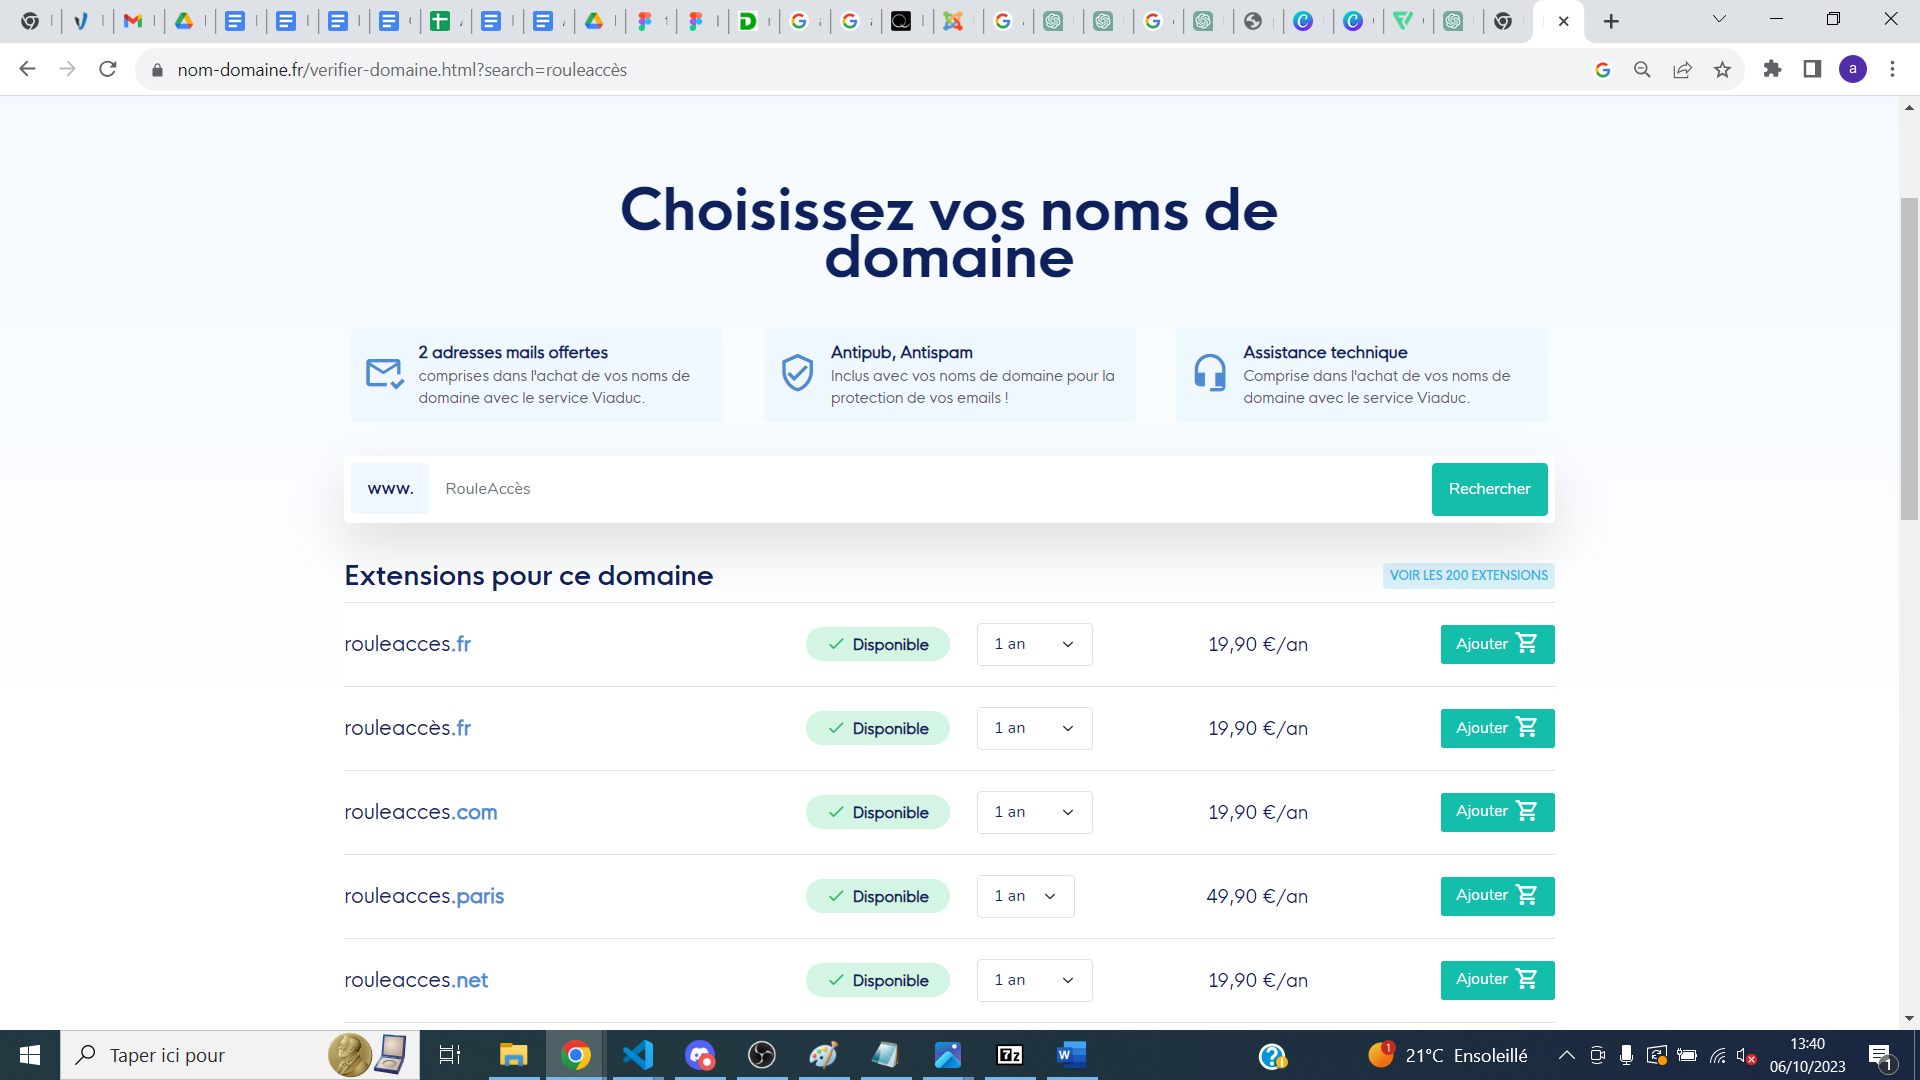 nom-domaine.fr/verifier-domaine.html?search=rouleaccès
a
Choisissez vos noms de
domaine
2 adresses mails offertes
comprises dans l'achat de vos noms de
domaine avec le service Viaduc.
Antipub, Antispam
Inclus avec vos noms de domaine pour la
protection de vos emails !
Assistance technique
Comprise dans l'achat de vos noms de
domaine avec le service Viaduc.
www. RouleAccès Rechercher
Extensions pour ce domaine VOIR LES 200 EXTENSIONS
rouleacces.fr Disponible 1 an 19,90 €/an Ajouter
rouleaccès.fr Disponible 1 an 19,90 €/an Ajouter
rouleacces.com Disponible 1 an 19,90 €/an Ajouter
rouleacces.paris Disponible 1 an 49,90 €/an Ajouter
rouleacces.net Disponible 1 an 19,90 €/an Ajouter
Taper ici pour
7z
W
1
21°C Ensoleillé
13:40
06/10/2023
1